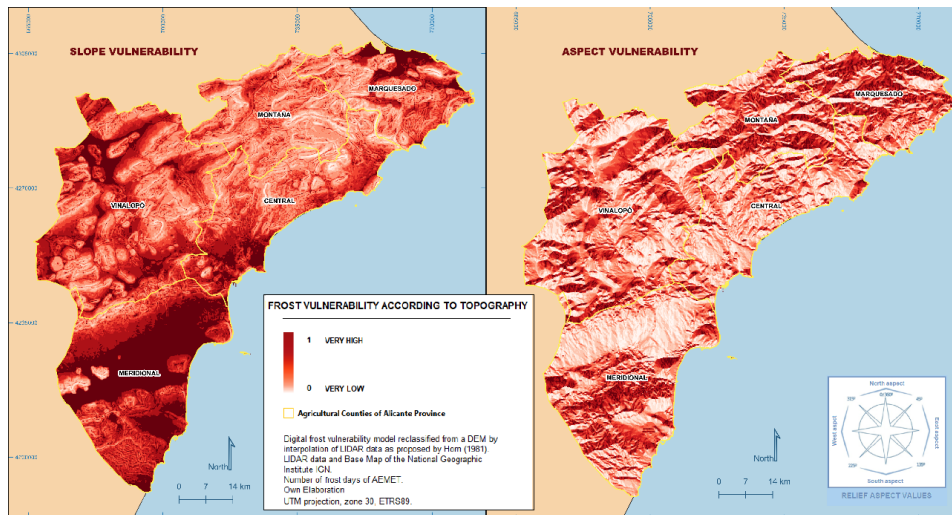 SLOPE VULNERABILITY
MARQUESADO
MONTAÑA
VINALOPÓ
CENTRAL
MERIDIONAL
4270000
North
0 7 14 km
FROST VULNERABILITY ACCORDING TO TOPOGRAPHY
1 VERY HIGH
0 VERY LOW
Agricultural Counties of Alicante Province
Digital frost vulnerability model reclassified from a DEM by
interpolation of LIDAR data as proposed by Horn (1981).
LIDAR data and Base Map of the National Geographic
Institute IGN.
Number of frost days of AEMET.
Own Elaboration
UTM projection, zone 30, ETRS89.
ASPECT VULNERABILITY
MARQUESADO
MONTAÑA
VINALOPÓ
CENTRAL
MERIDIONAL
North
0 7 14 km
North aspect
East aspect
South aspect
RELIEF ASPECT VALUES